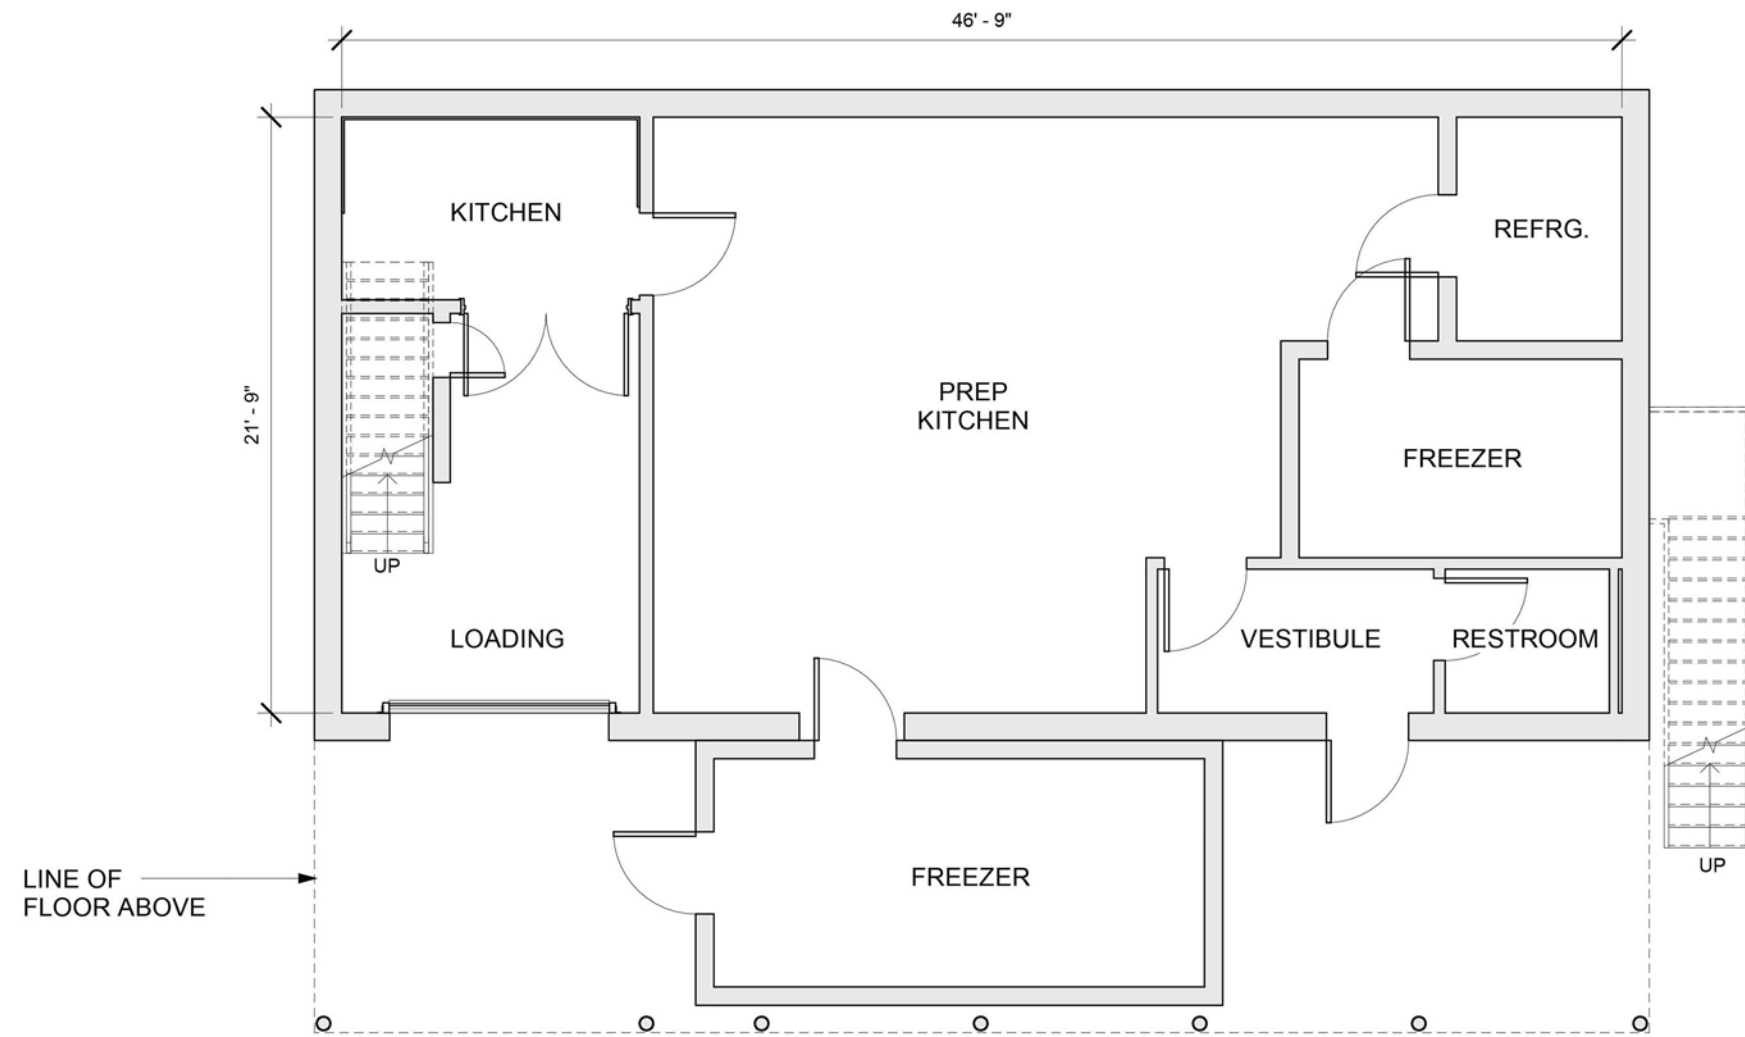 46' - 9"
KITCHEN
REFRG.
21' - 9"
PREP
KITCHEN
FREEZER
UP
LOADING
VESTIBULE
RESTROOM
UP
LINE OF
FLOOR ABOVE
FREEZER